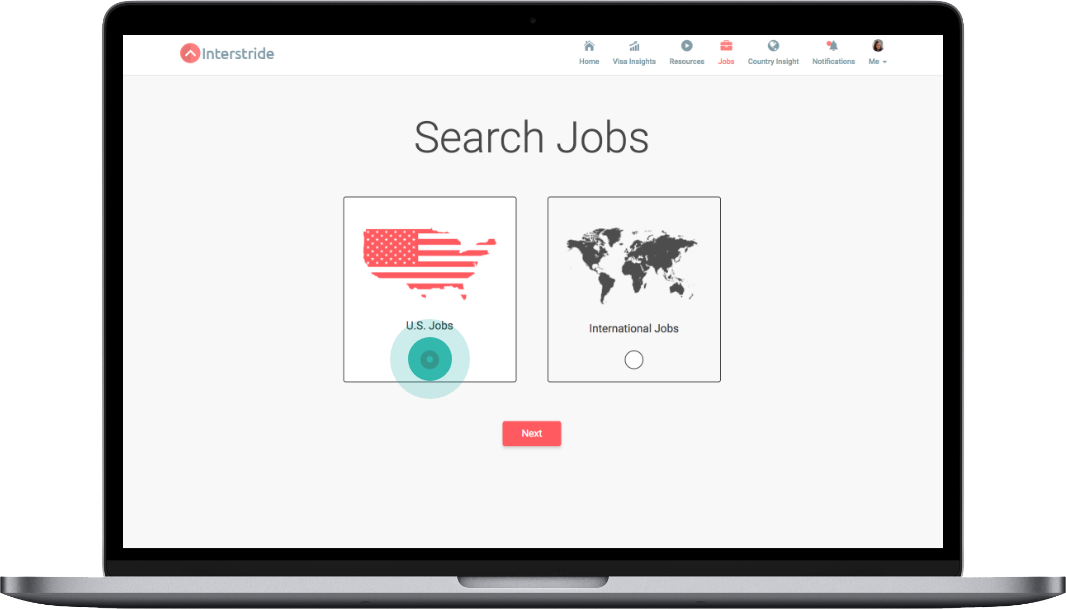 Interstride
Home Visa Insights Resources Jobs Country Insight Notifications Me
Search Jobs
U.S. Jobs
International Jobs
Next